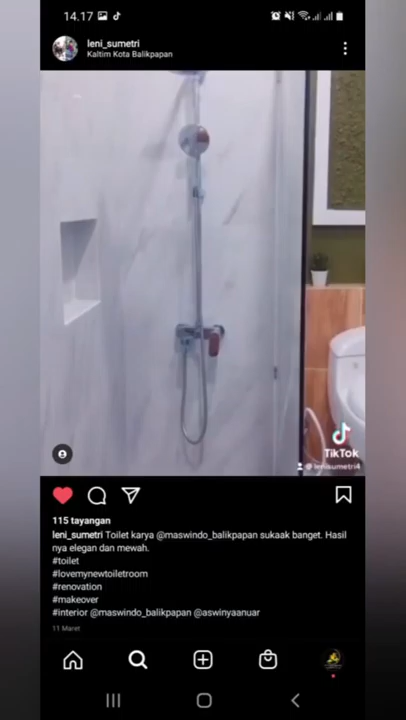 14.17
leni_sumetri
Kaltim Kota Balikpapan
TikTok
@lenisumetri4
115 tayangan
leni_sumetri Toilet karya @maswindo_balikpapan sukaak banget. Hasil
nya elegan dan mewah.
#toilet
#lovemynewtoiletroom
#renovation
#makeover
#interior @maswindo_balikpapan @aswinyaanuar
11 Maret